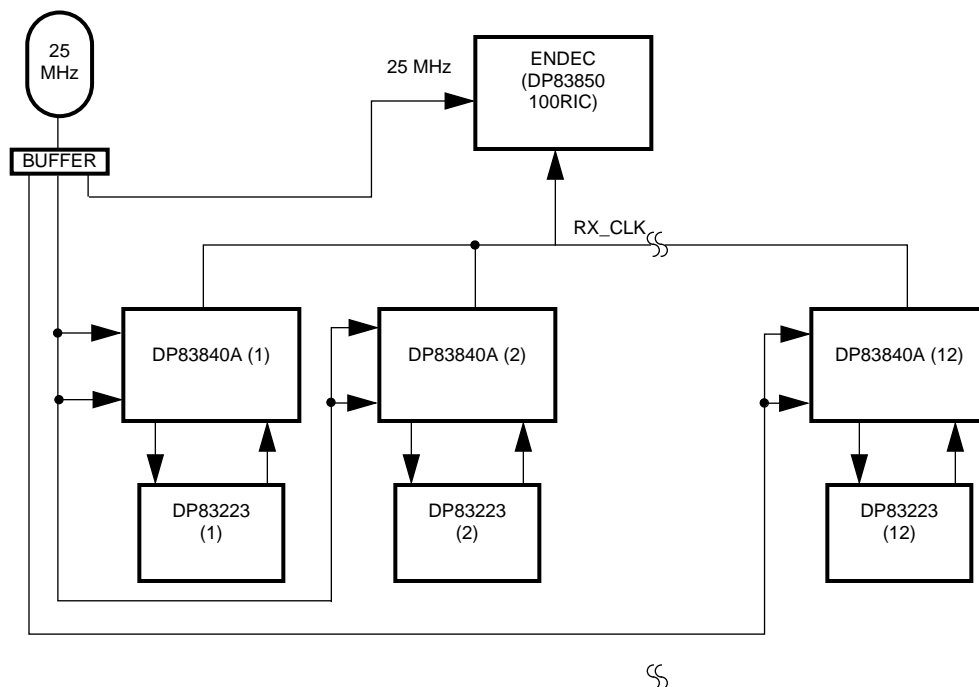 25
MHz
BUFFER
25 MHz
ENDEC
(DP83850
100RIC)
RX_CLK
DP83840A (1)
DP83840A (2)
DP83840A (12)
DP83223
(1)
DP83223
(2)
DP83223
(12)